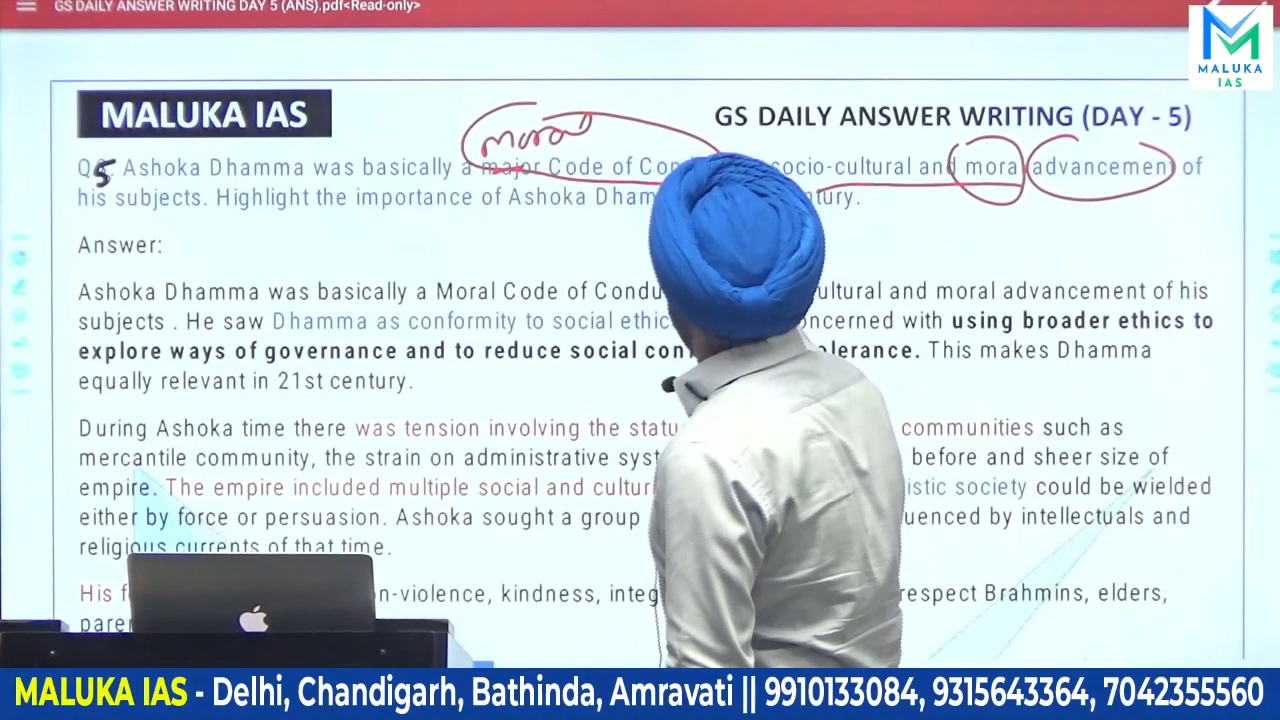 GS DAILY ANSWER WRITING DAY 5 (ANS).pdf<Read-only>
MALUKA
IAS
MALUKA IAS
GS DAILY ANSWER WRITING (DAY - 5)
moral
Q5. Ashoka Dhamma was basically a major Code of Con socio-cultural and mora advancement of
his subjects. Highlight the importance of Ashoka Dham ntury.
Answer:
Ashoka Dhamma was basically a Moral Code of Condu ultural and moral advancement of his
subjects . He saw Dhamma as conformity to social ethic oncerned with using broader ethics to
explore ways of governance and to reduce social con olerance. This makes Dhamma
equally relevant in 21st century.
During Ashoka time there was tension involving the statu communities such as
mercantile community, the strain on administrative syst before and sheer size of
empire. The empire included multiple social and cultur istic society could be wielded
either by force or persuasion. Ashoka sought a group uenced by intellectuals and
religious currents of that time.
His f n-violence, kindness, integ respect Brahmins, elders,
pare
MALUKA IAS - Delhi, Chandigarh, Bathinda, Amravati || 9910133084, 9315643364, 7042355560